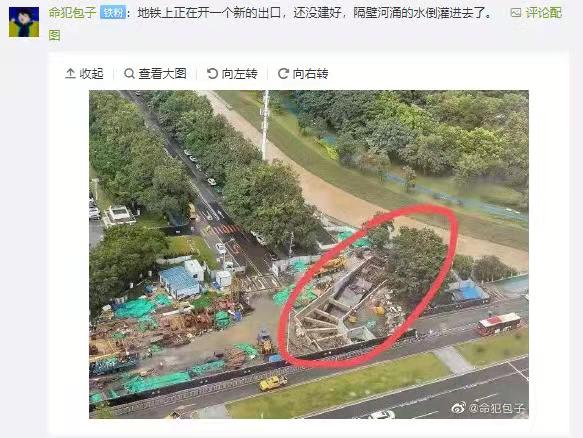 命犯包子 铁粉：地铁上正在开一个新的出口，还没建好，隔壁河涌的水倒灌进去了。 评论配
图
收起 查看大图 向左转 向右转
@命犯包子